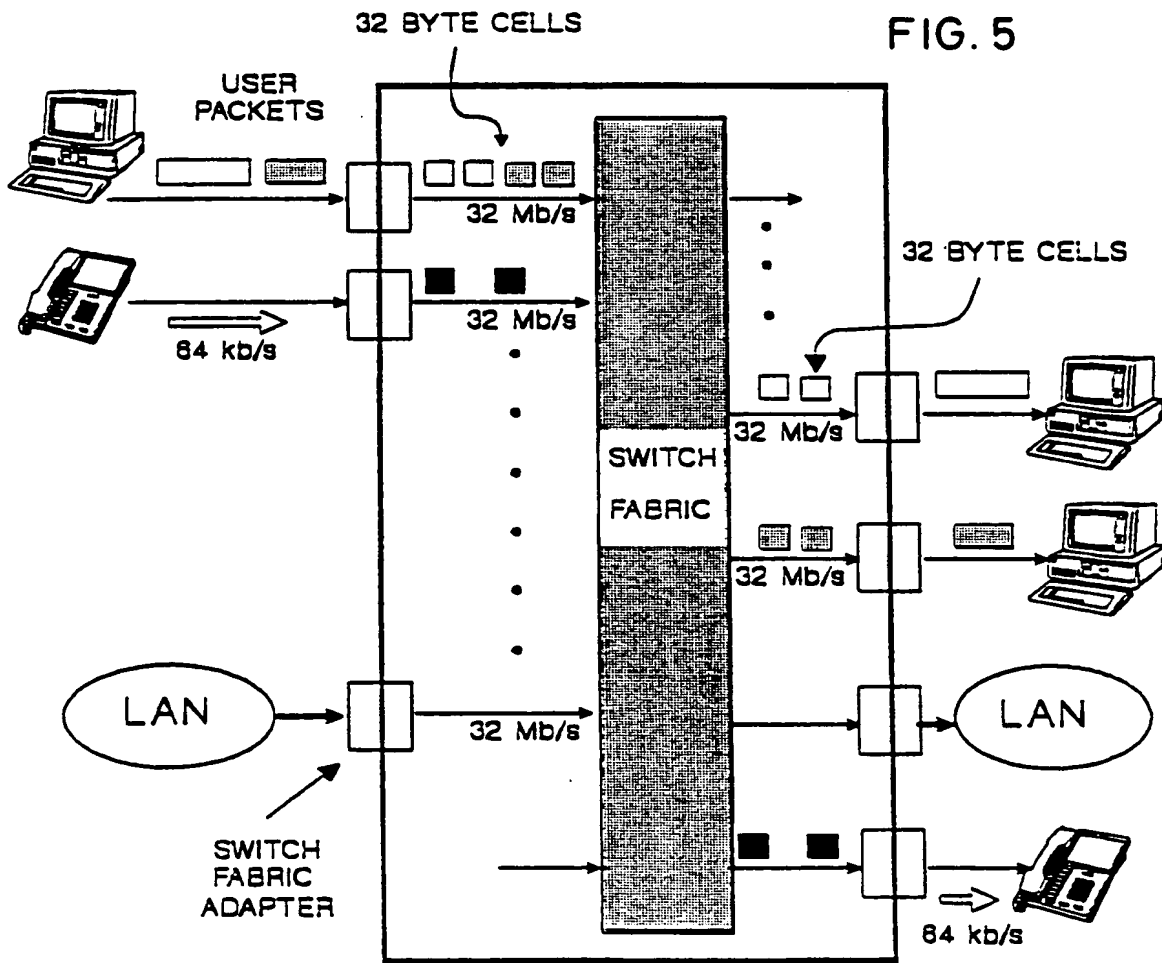 32 BYTE CELLS
FIG. 5
USER
PACKETS
32 Mb/s
32 BYTE CELLS
64 kb/s
32 Mb/s
32 Mb/s
SWITCH
FABRIC
32 Mb/s
LAN
32 Mb/s
LAN
SWITCH
FABRIC
ADAPTER
64 kb/s